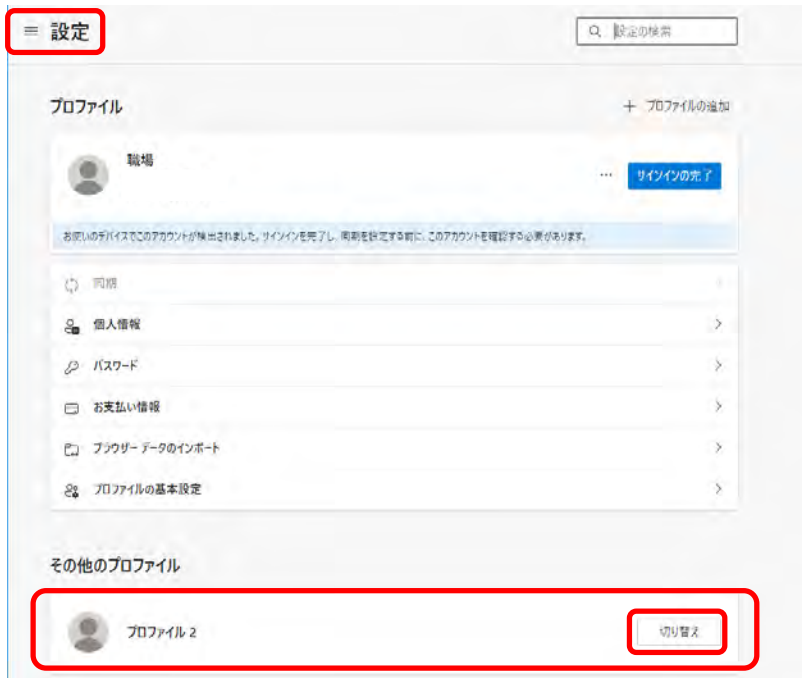 設定
設定の検索
プロファイル
+ プロファイルの追加
職場
... サインインの完了
お使いのデバイスでこのアカウントが検出されました。サインインを完了し、同期を設定する前に、このアカウントを確認する必要があります。
同期
個人情報
パスワード
お支払い情報
ブラウザー データのインポート
プロファイルの基本設定
その他のプロファイル
プロファイル 2
切り替え